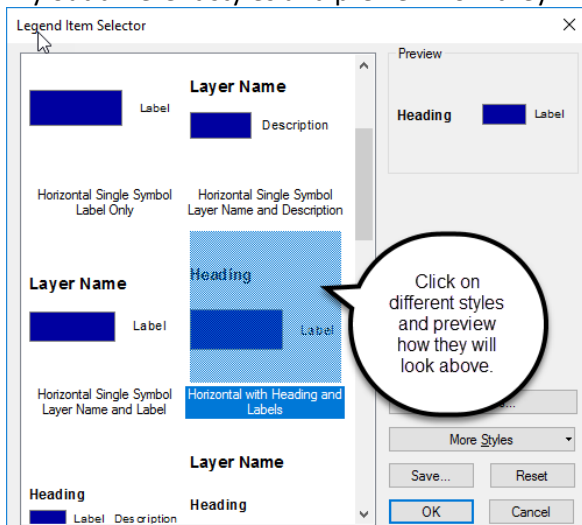 Legend Item Selector
Preview
Heading
Label
Label
Layer Name
Description
Horizontal Single Symbol
Label Only
Horizontal Single Symbol
Layer Name and Description
Layer Name
Label
Heading
Label
Horizontal Single Symbol
Layer Name and Label
Horizontal with Heading and
Labels
Click on
different styles
and preview
how they will
look above.
Heading
Label Description
Layer Name
Heading
More Styles
Save...
Reset
OK
Cancel